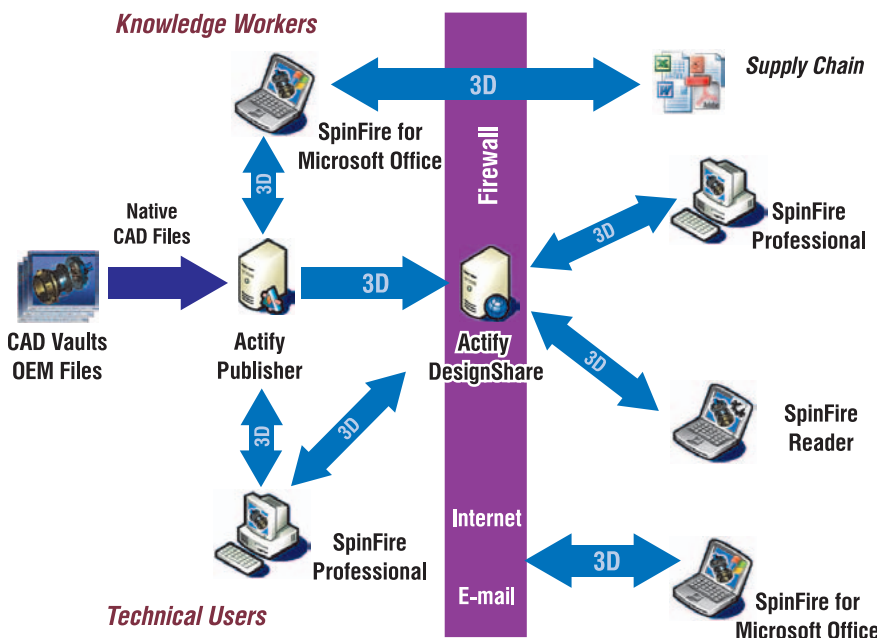 Knowledge Workers
3D
Supply Chain
SpinFire for
Microsoft Office
Firewall
3D
Native
CAD Files
SpinFire
Professional
3D
3D
CAD Vaults
OEM Files
Actify
Publisher
Actify
DesignShare
3D
3D
3D
SpinFire
Reader
SpinFire
Professional
Internet
3D
E-mail
SpinFire for
Microsoft Office
Technical Users